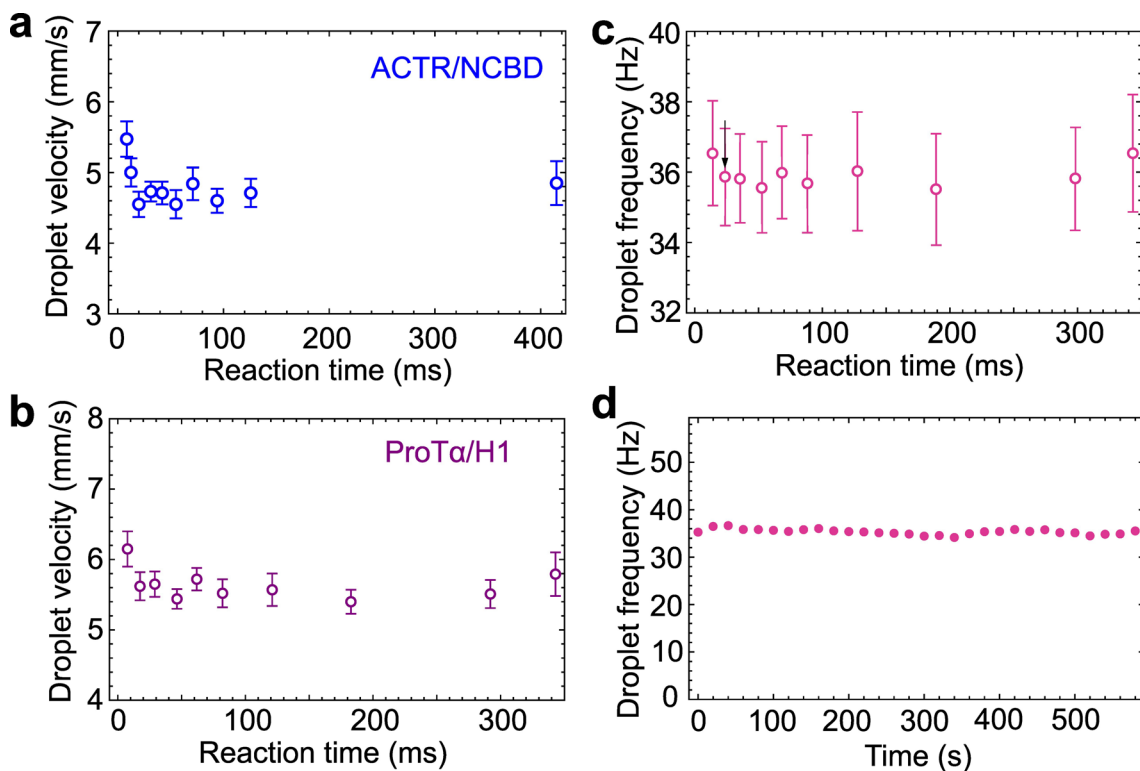 a
Droplet velocity (mm/s)
7
6
5
4
3
ACTR/NCBD
0 100 200 300 400
Reaction time (ms)
b
Droplet velocity (mm/s)
8
7
6
5
4
ProTα/H1
0 100 200 300
Reaction time (ms)
c
Droplet frequency (Hz)
40
38
36
34
32
0 100 200 300
Reaction time (ms)
d
Droplet frequency (Hz)
50
40
30
20
10
0
0 100 200 300 400 500
Time (s)